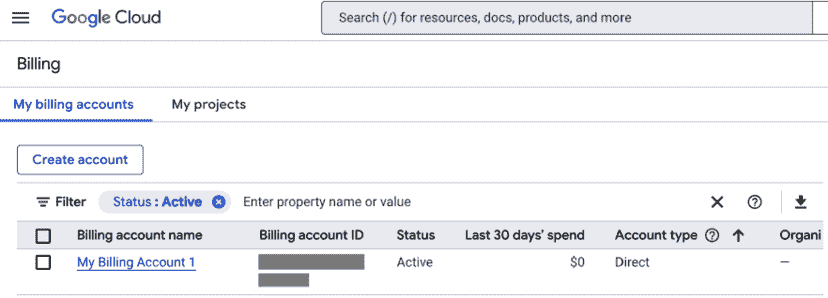 Google Cloud
Search (/) for resources, docs, products, and more
Billing
My billing accounts My projects
Create account
Filter Status : Active Enter property name or value
Billing account name Billing account ID Status Last 30 days' spend Account type Organi
My Billing Account 1 Active $0 Direct —